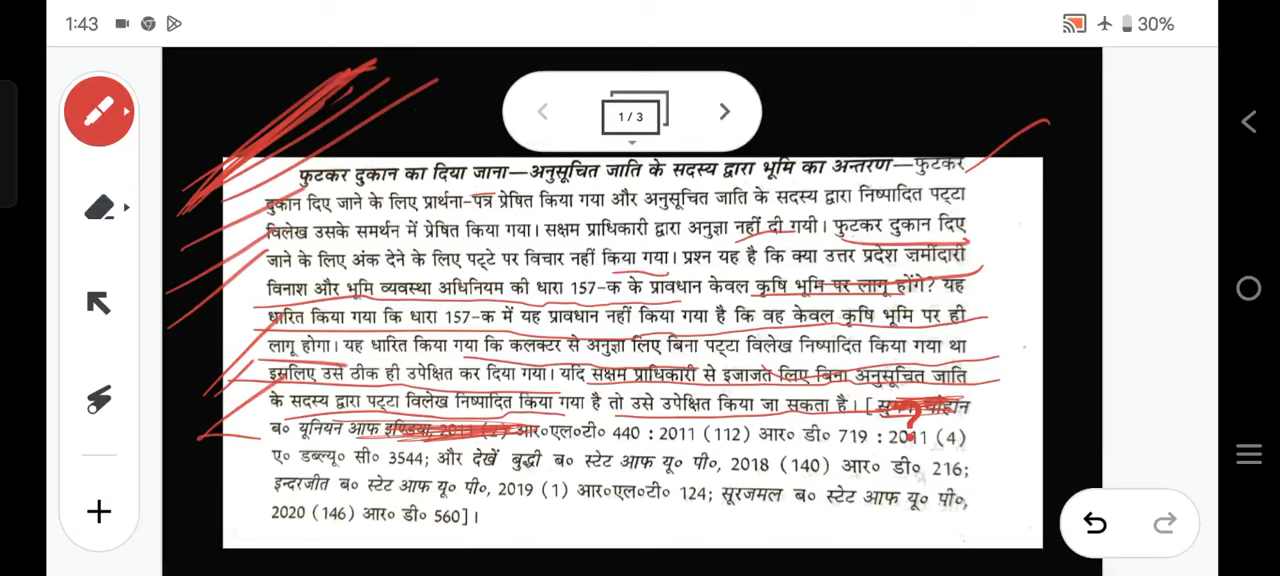 1:43
30%
1 / 3
फुटकर दुकान का दिया जाना—अनुसूचित जाति के सदस्य द्वारा भूमि का अन्तरण—फुटकर
दुकान दिए जाने के लिए प्रार्थना-पत्र प्रेषित किया गया और अनुसूचित जाति के सदस्य द्वारा निष्पादित पट्टा
विलेख उसके समर्थन में प्रेषित किया गया। सक्षम प्राधिकारी द्वारा अनुज्ञा नहीं दी गयी। फुटकर दुकान दिए
जाने के लिए अंक देने के लिए पट्टे पर विचार नहीं किया गया। प्रश्न यह है कि क्या उत्तर प्रदेश ज़मींदारी
विनाश और भूमि व्यवस्था अधिनियम की धारा 157-क के प्रावधान केवल कृषि भूमि पर लागू होंगे? यह
धारित किया गया कि धारा 157-क में यह प्रावधान नहीं किया गया है कि वह केवल कृषि भूमि पर ही
लागू होगा। यह धारित किया गया कि कलक्टर से अनुज्ञा लिए बिना पट्टा विलेख निष्पादित किया गया था
इसलिए उसे ठीक ही उपेक्षित कर दिया गया। यदि सक्षम प्राधिकारी से इजाजत लिए बिना अनुसूचित जाति
के सदस्य द्वारा पट्टा विलेख निष्पादित किया गया है तो उसे उपेक्षित किया जा सकता है। [
ब० यूनियन आफ इण्डिया, 2011 आर०एल०टी० 440 : 2011 (112) आर० डी० 719 : 2011 (4)
ए० डब्ल्यू० सी० 3544; और देखें बुद्धी ब० स्टेट आफ यू० पी०, 2018 (140) आर० डी० 216;
इन्दरजीत ब० स्टेट आफ यू० पी०, 2019 (1) आर०एल०टी० 124; सूरजमल ब० स्टेट आफ यू० पी०,
2020 (146) आर० डी० 560]।